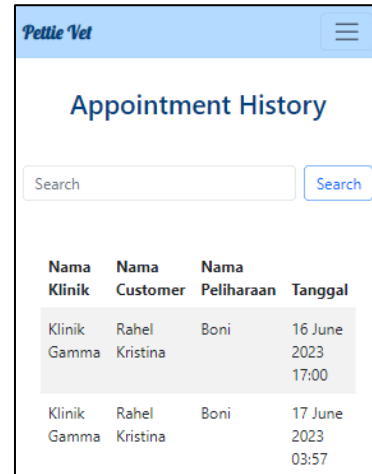 Pettie Vet
Appointment History
Search Search
Nama Klinik Nama Customer Nama Peliharaan Tanggal
Klinik Gamma Rahel Kristina Boni 16 June 2023 17:00
Klinik Gamma Rahel Kristina Boni 17 June 2023 03:57